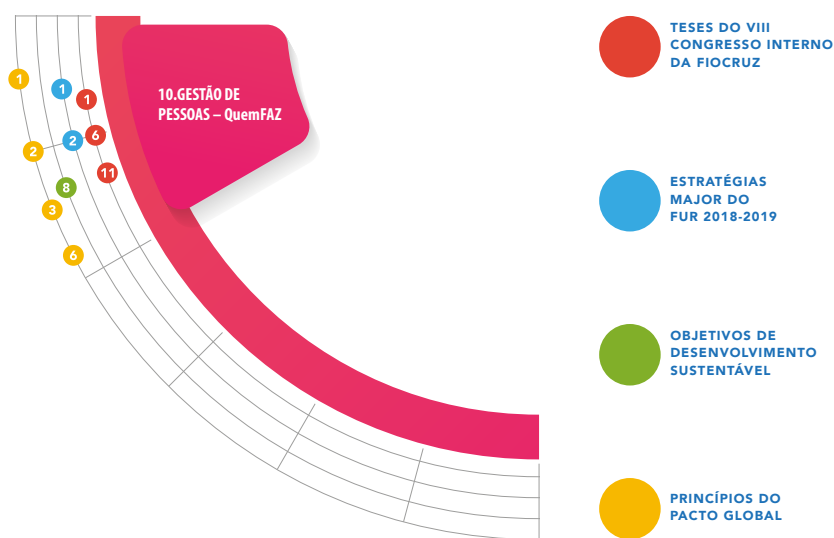 10.GESTÃO DE
PESSOAS – QuemFAZ
1
1
1
2
2
6
11
8
3
6
TESES DO VIII
CONGRESSO INTERNO
DA FIOCRUZ
ESTRATÉGIAS
MAJOR DO
FUR 2018-2019
OBJETIVOS DE
DESENVOLVIMENTO
SUSTENTÁVEL
PRINCÍPIOS DO
PACTO GLOBAL